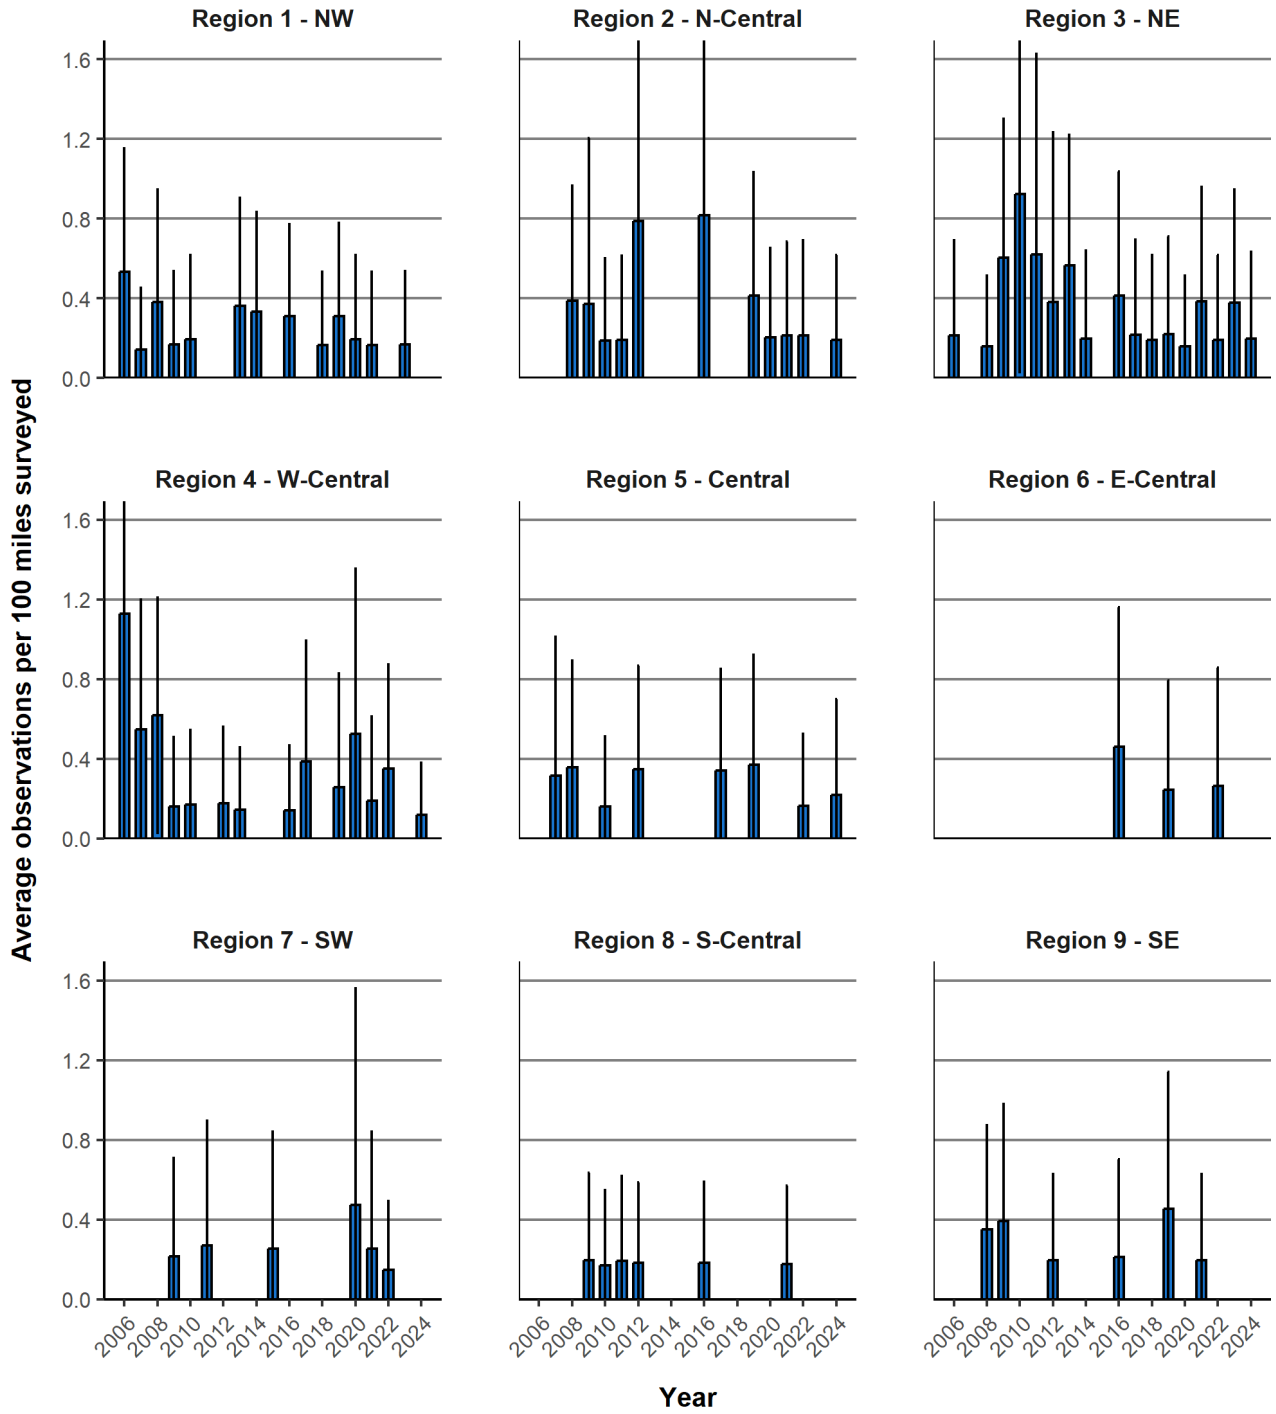 Region 1 - NW
Region 2 - N-Central
Region 3 - NE
1.6
1.2
0.8
0.4
0.0
Region 4 - W-Central
Region 5 - Central
Region 6 - E-Central
1.6
1.2
0.8
0.4
0.0
Average observations per 100 miles surveyed
Region 7 - SW
Region 8 - S-Central
Region 9 - SE
1.6
1.2
0.8
0.4
0.0
2006 2008 2010 2012 2014 2016 2018 2020 2022 2024
2006 2008 2010 2012 2014 2016 2018 2020 2022 2024
2006 2008 2010 2012 2014 2016 2018 2020 2022 2024
Year